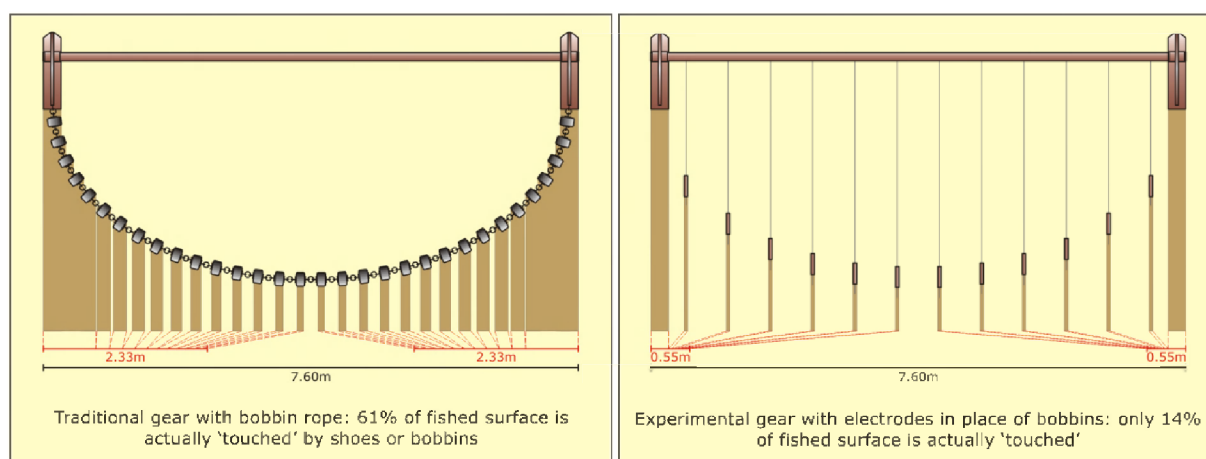 2.33m
2.33m
7.60m
Traditional gear with bobbin rope: 61% of fished surface is
actually 'touched' by shoes or bobbins
0.55m
0.55m
7.60m
Experimental gear with electrodes in place of bobbins: only 14%
of fished surface is actually 'touched'